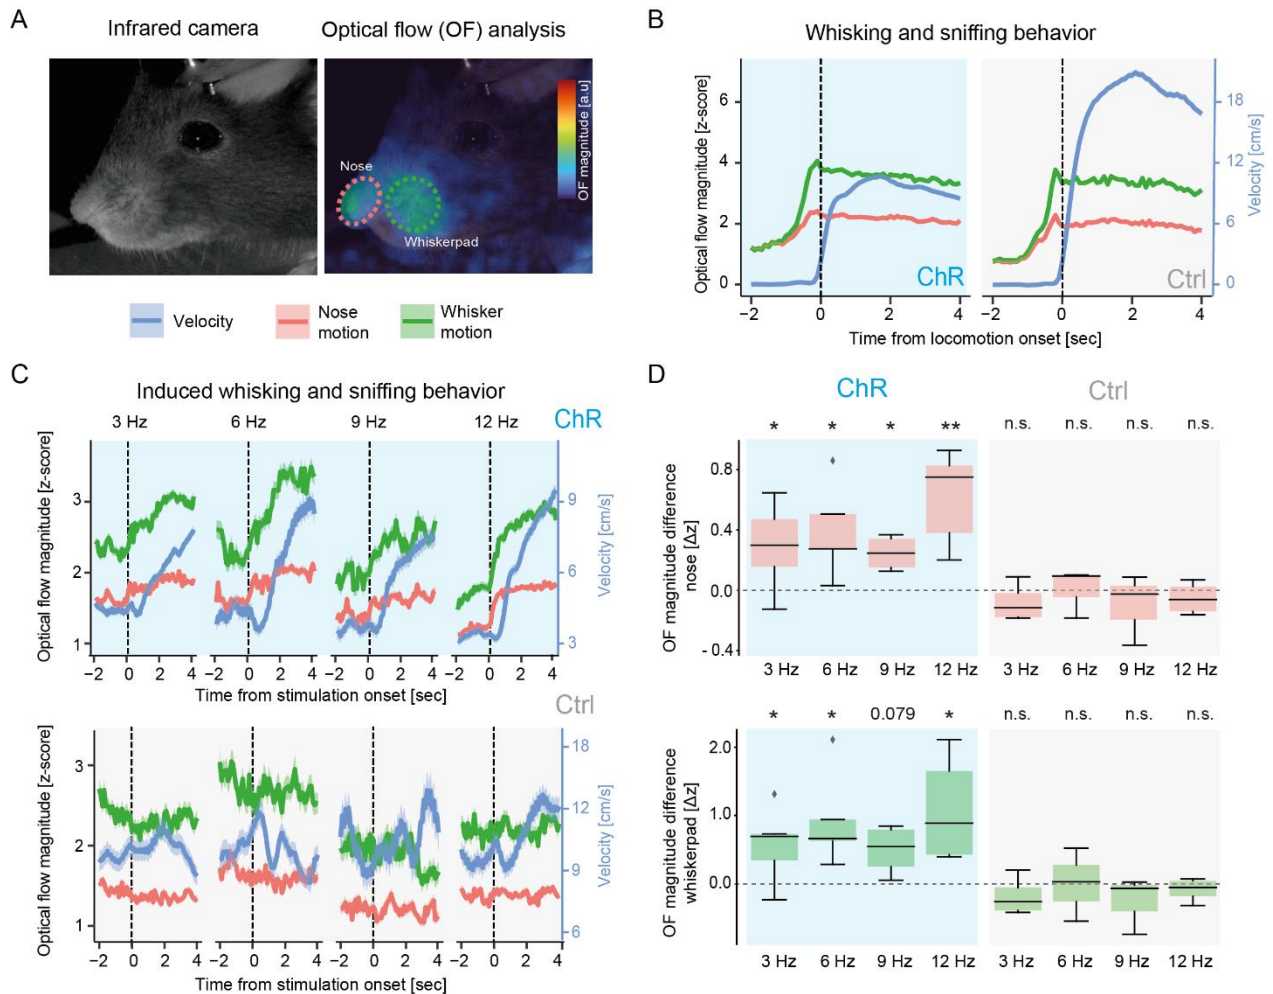 A
Infrared camera
Optical flow (OF) analysis
Nose
Whiskerpad
OF magnitude [a.u]
Velocity
Nose
motion
Whisker
motion
B
Whisking and sniffing behavior
Optical flow magnitude [z-score]
6
4
2
0
ChR
Ctrl
18
12
6
0
Velocity [cm/s]
−2 0 2 4 −2 0 2 4
Time from locomotion onset [sec]
C
Induced whisking and sniffing behavior
ChR
3 Hz 6 Hz 9 Hz 12 Hz
Optical flow magnitude [z-score]
3
2
1
9
6
3
Velocity [cm/s]
−2 0 2 4 −2 0 2 4 −2 0 2 4 −2 0 2 4
Time from stimulation onset [sec]
Ctrl
Optical flow magnitude [z-score]
3
2
1
18
12
9
6
Velocity [cm/s]
−2 0 2 4 −2 0 2 4 −2 0 2 4 −2 0 2 4
Time from stimulation onset [sec]
D
ChR
Ctrl
* * * ** n.s. n.s. n.s. n.s.
OF magnitude difference
nose [Δz]
0.8
0.4
0.0
- 0.4
3 Hz 6 Hz 9 Hz 12 Hz 3 Hz 6 Hz 9 Hz 12 Hz
* * 0.079 * n.s. n.s. n.s. n.s.
OF magnitude difference
whiskerpad [Δz]
2.0
1.0
0.0
3 Hz 6 Hz 9 Hz 12 Hz 3 Hz 6 Hz 9 Hz 12 Hz